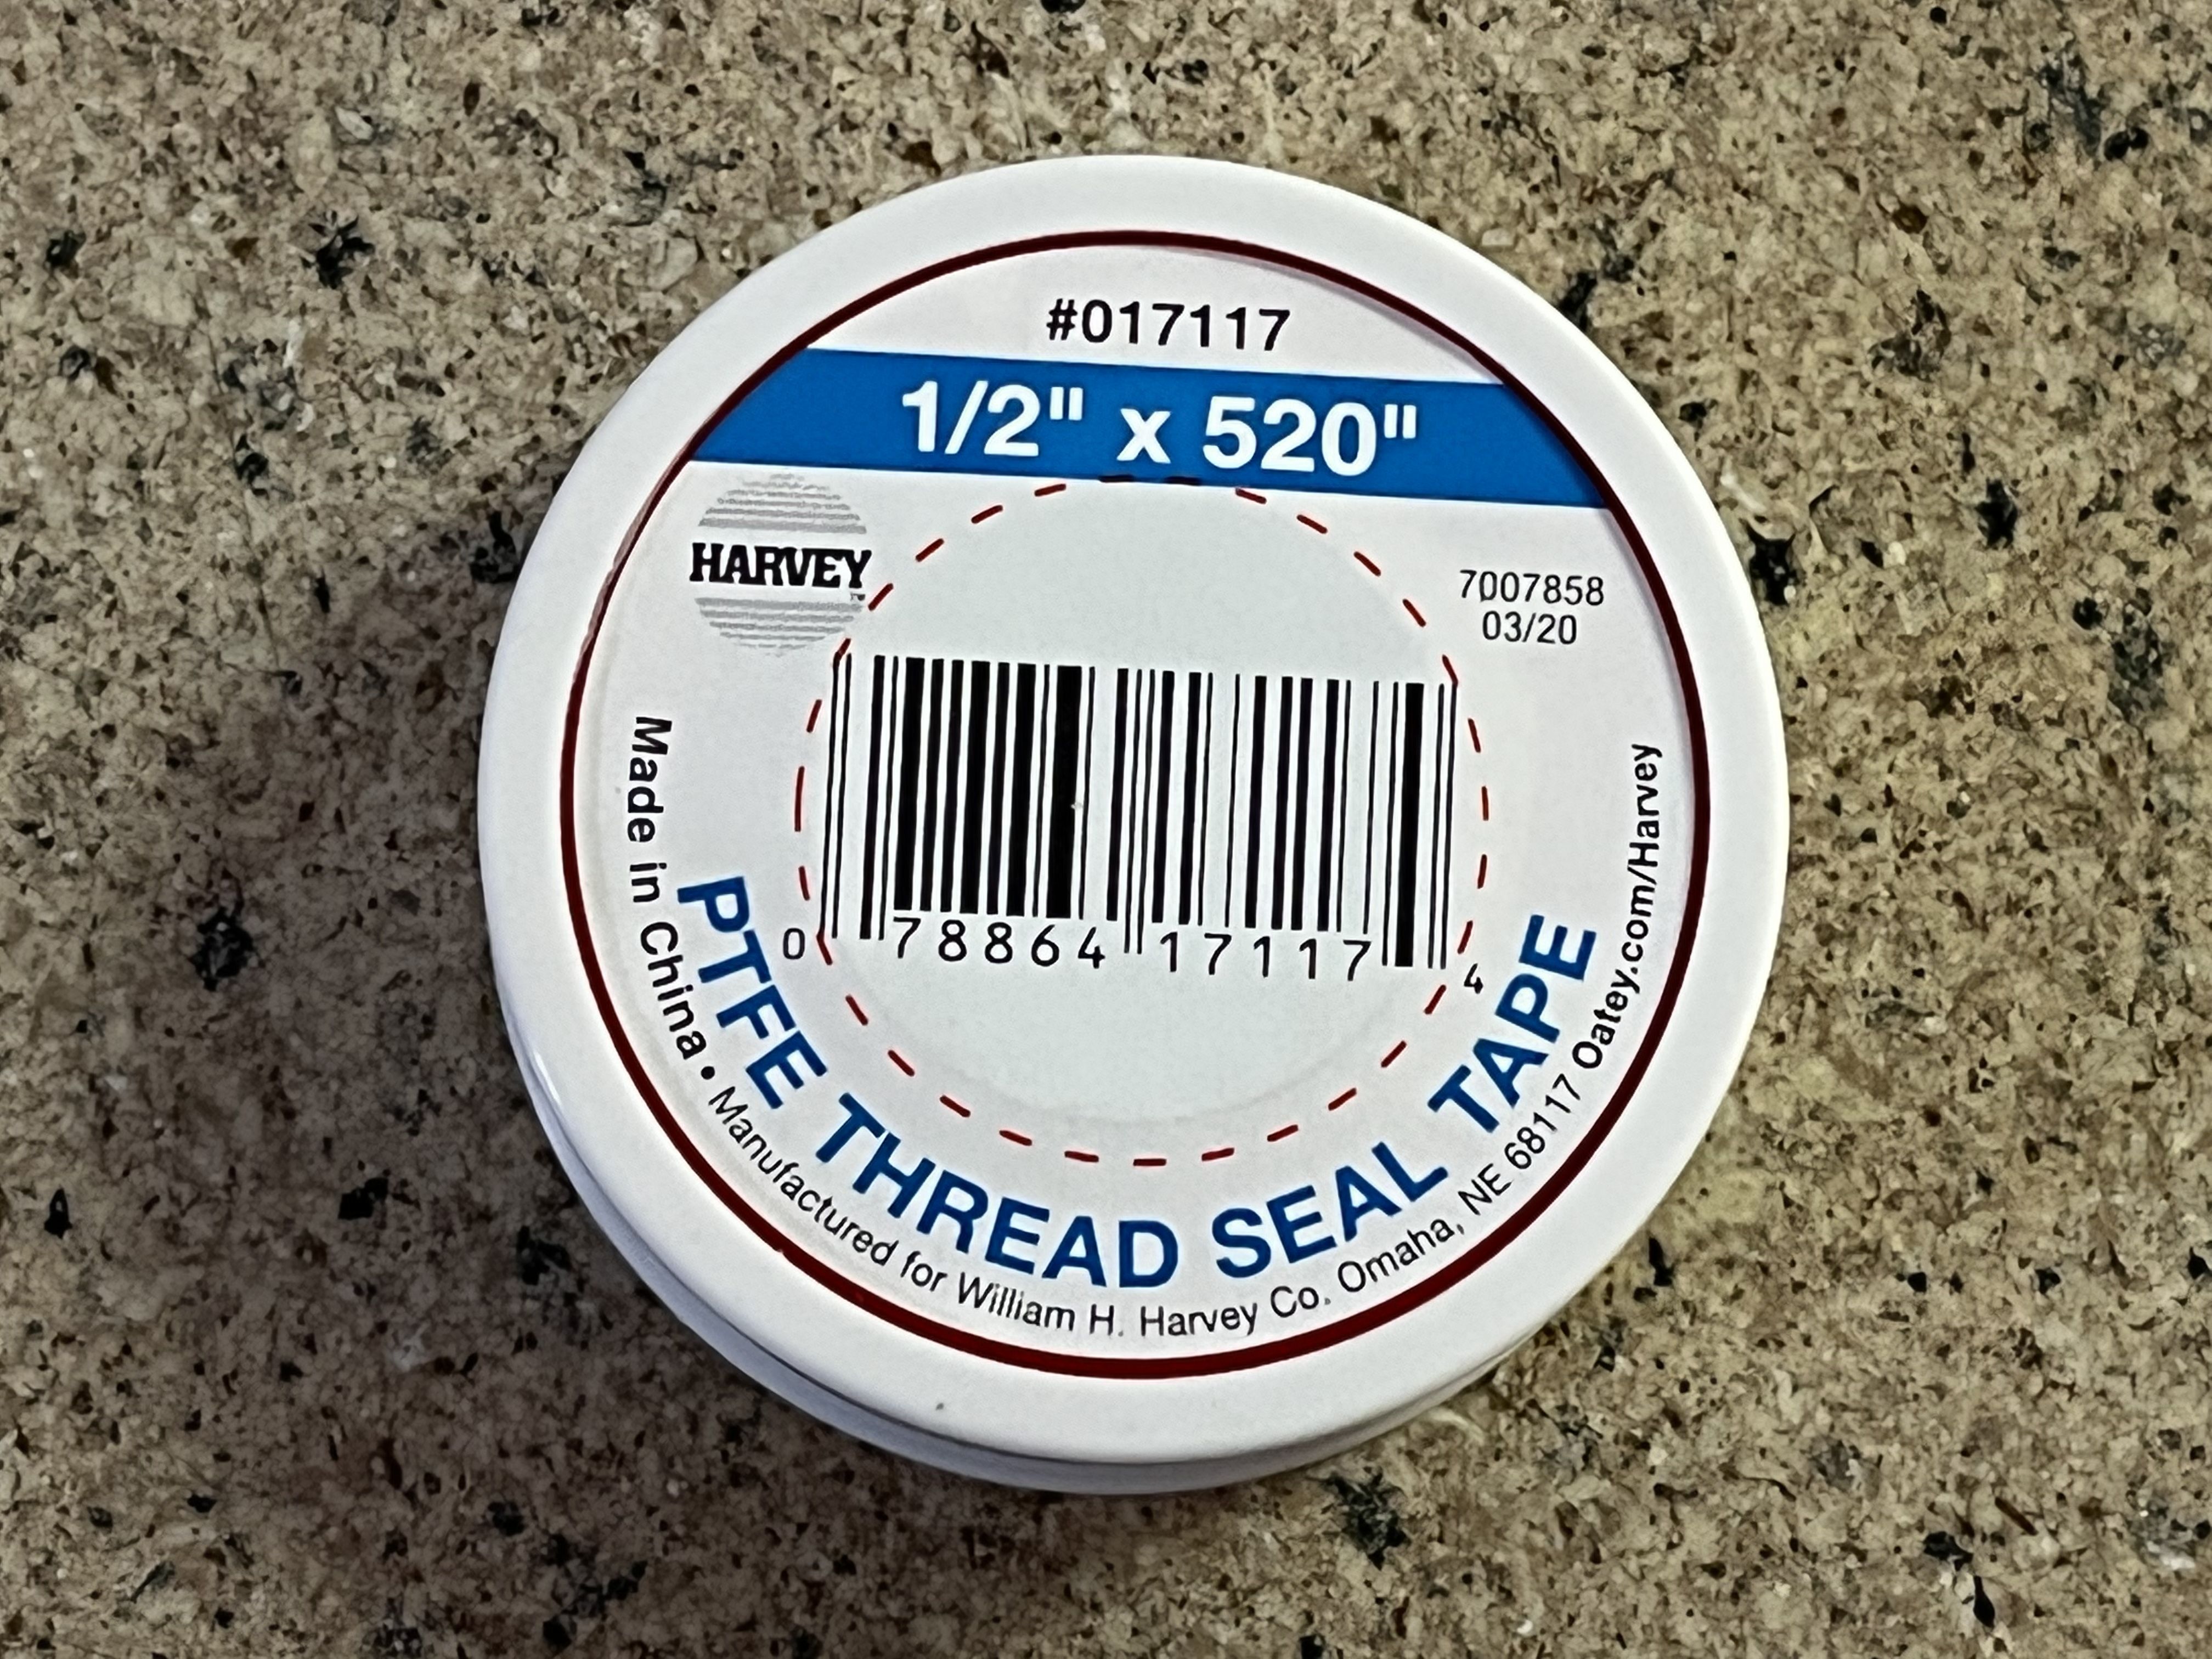 #017117
1/2" x 520"
HARVEY
TM
7007858
03/20
0 78864 17117 4
PTFE THREAD SEAL TAPE
Made in China • Manufactured for William H. Harvey Co. Omaha, NE 68117 Oatey.com/Harvey